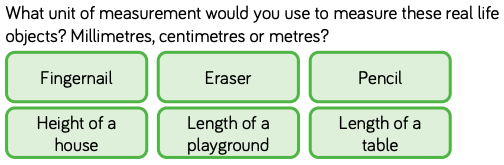 What unit of measurement would you use to measure these real life
objects? Millimetres, centimetres or metres?
Fingernail
Eraser
Pencil
Height of a
house
Length of a
playground
Length of a
table